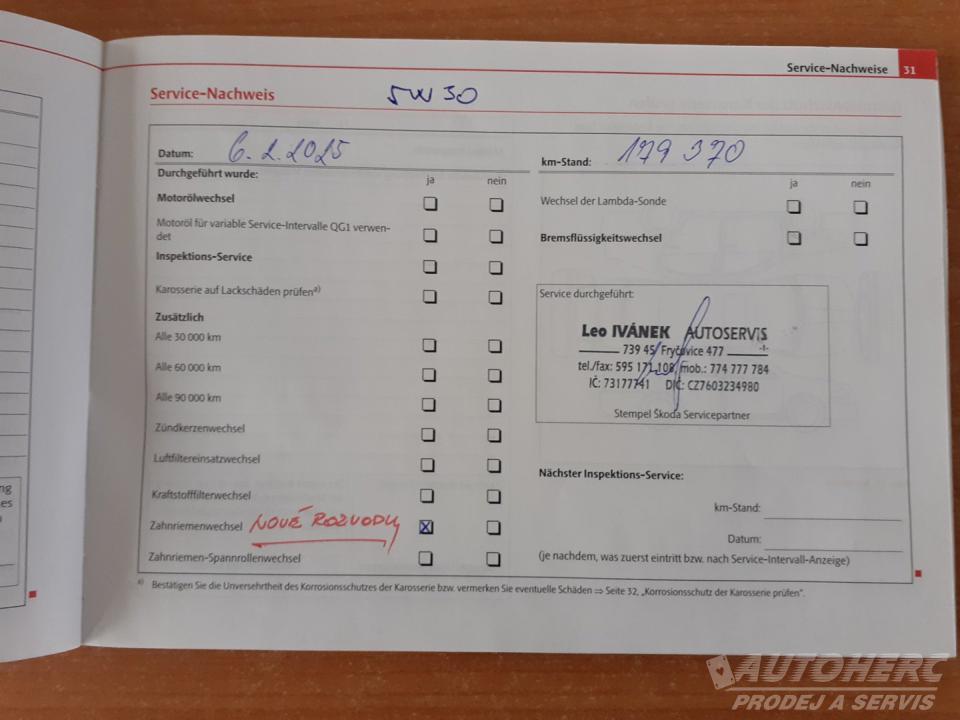 Service-Nachweise 31
Service-Nachweis 5W30
Datum: 6.2.2025
km-Stand: 179 370
Durchgeführt wurde:
ja nein
ja nein
Motorölwechsel
Wechsel der Lambda-Sonde
Motoröl für variable Service-Intervalle QG1 verwen-
det
Bremsflüssigkeitswechsel
Inspektions-Service
Karosserie auf Lackschäden prüfen a)
Service durchgeführt:
Zusätzlich
Leo IVÁNEK AUTOSERVIS
Alle 30 000 km
739 45 Fryčovice 477 -1-
Alle 60 000 km
tel./fax: 595 171 108, mob.: 774 777 784
IČ: 73177741 DIČ: CZ7603234980
Alle 90 000 km
Stempel Škoda Servicepartner
Zündkerzenwechsel
Luftfiltereinsatzwechsel
Nächster Inspektions-Service:
Kraftstofffilterwechsel
km-Stand:
Zahnriemenwechsel NOVÉ ROZVODY
Datum:
Zahnriemen-Spannrollenwechsel
(je nachdem, was zuerst eintritt bzw. nach Service-Intervall-Anzeige)
a) Bestätigen Sie die Unversehrtheit des Korrosionsschutzes der Karosserie bzw. vermerken Sie eventuelle Schäden ⇒ Seite 32, „Korrosionsschutz der Karosserie prüfen".
ng
es
AUTOHERC
PRODEJ A SERVIS